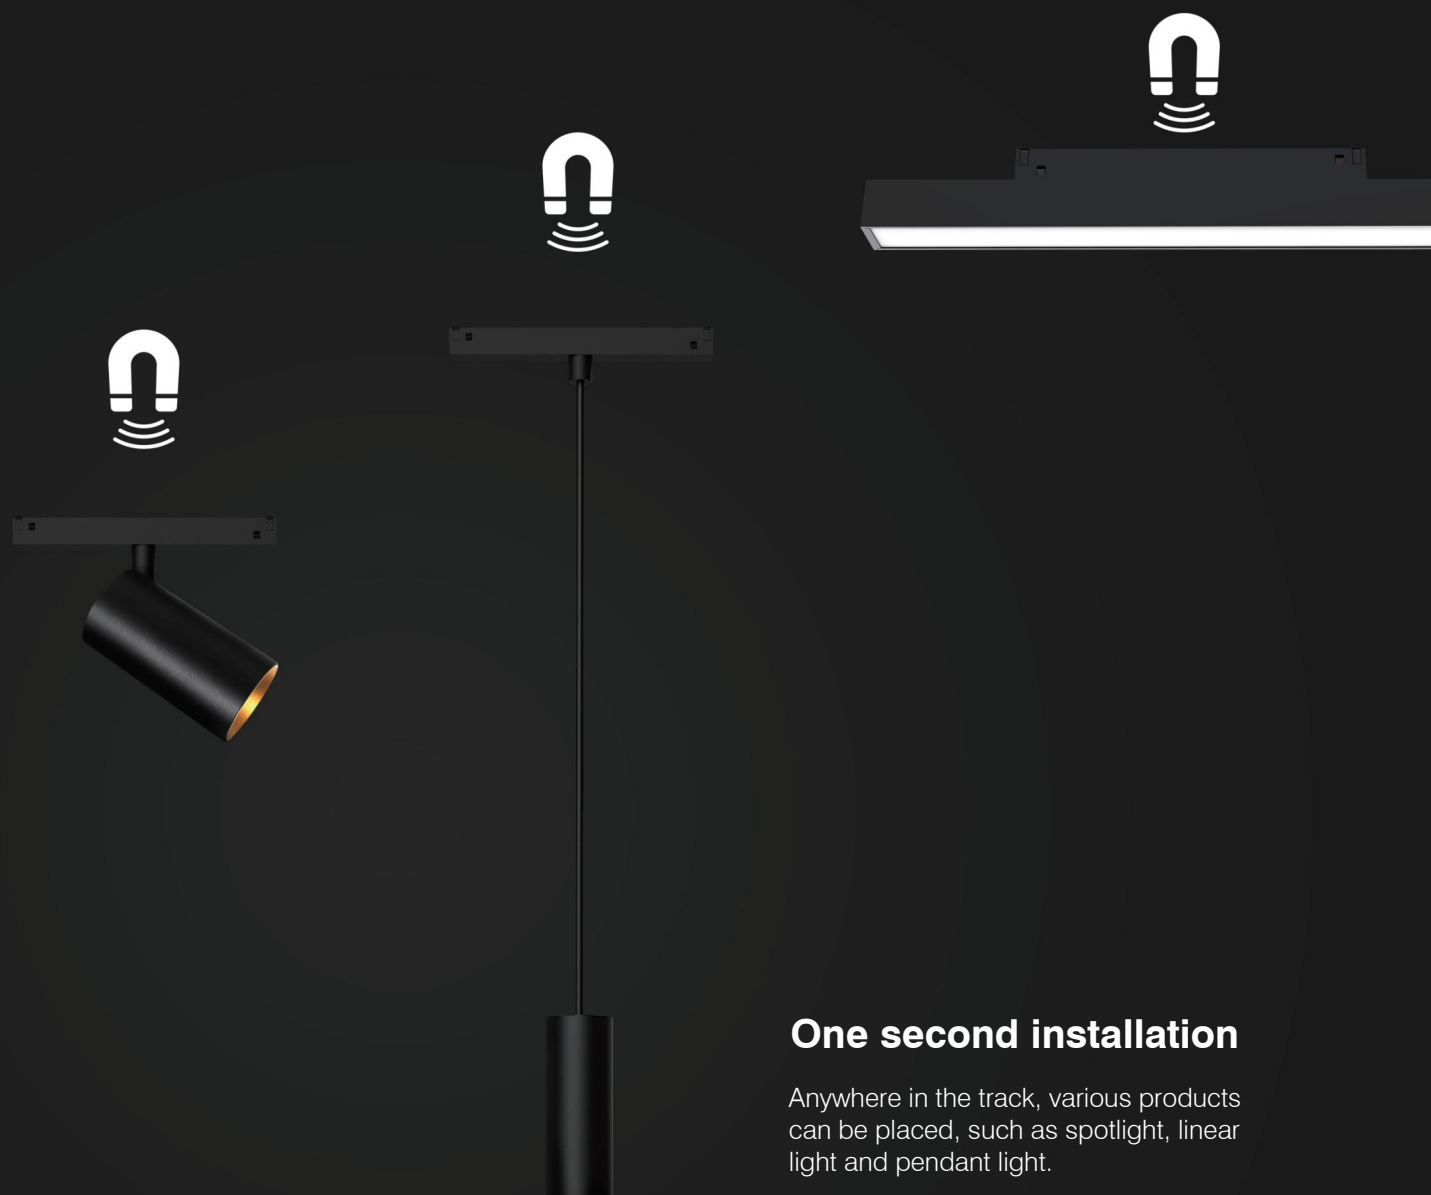 One second installation
Anywhere in the track, various products
can be placed, such as spotlight, linear
light and pendant light.